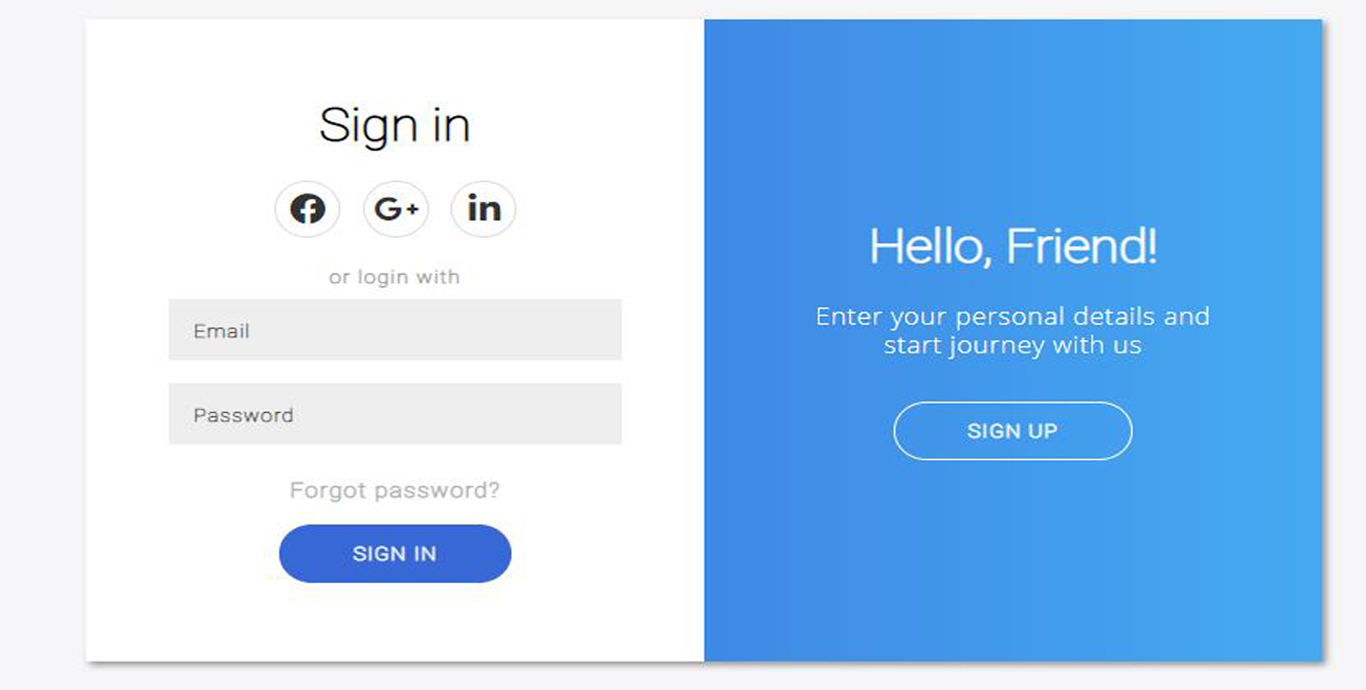 Sign in
G+ in
or login with
Email
Password
Forgot password?
SIGN IN
Hello, Friend!
Enter your personal details and
start journey with us
SIGN UP